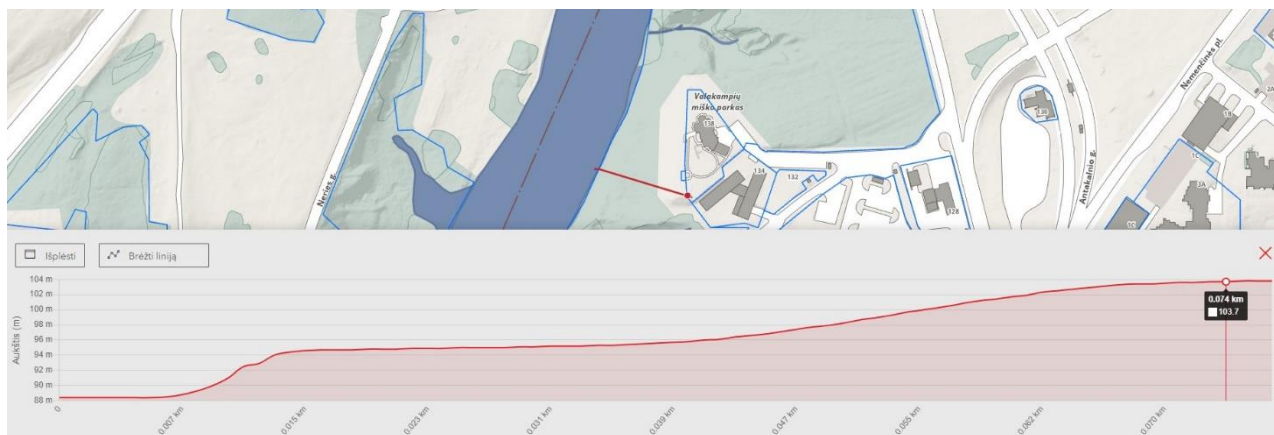 Valakampių
miško parkas
138
134
132
128
136
1B
2A
1C
3A
1C
Neries g.
Antakalnio g.
Nemenčinės pl.
Išplėsti
Brėžti liniją
Aukštis (m)
104 m
102 m
100 m
98 m
96 m
94 m
92 m
90 m
88 m
0.074 km
103.7
0
0.007 km
0.015 km
0.023 km
0.031 km
0.039 km
0.047 km
0.055 km
0.062 km
0.070 km